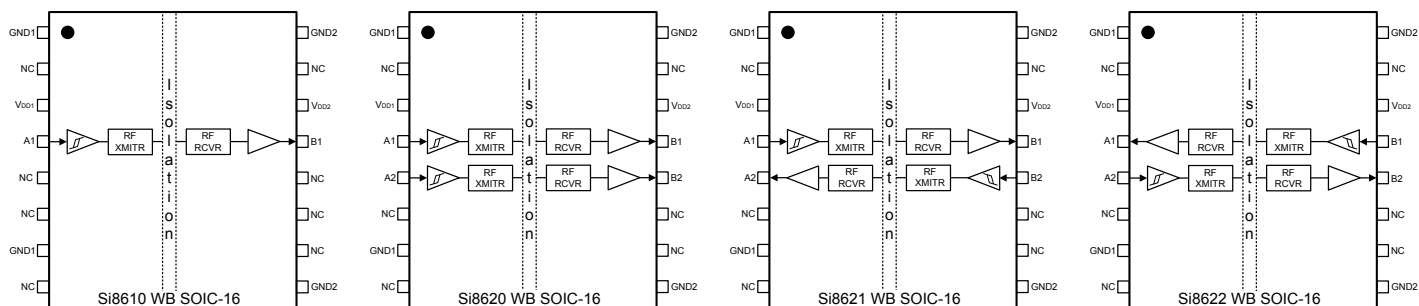 GND1 GND2
NC NC
VDD1 VDD2
A1 RF XMITR RF RCVR B1
NC NC
NC NC
GND1 NC
NC GND2
Isolation
Si8610 WB SOIC-16
GND1 GND2
NC NC
VDD1 VDD2
A1 RF XMITR RF RCVR B1
A2 RF XMITR RF RCVR B2
NC NC
GND1 NC
NC GND2
Isolation
Si8620 WB SOIC-16
GND1 GND2
NC NC
VDD1 VDD2
A1 RF XMITR RF RCVR B1
A2 RF RCVR RF XMITR B2
NC NC
GND1 NC
NC GND2
Isolation
Si8621 WB SOIC-16
GND1 GND2
NC NC
VDD1 VDD2
A1 RF RCVR RF XMITR B1
A2 RF XMITR RF RCVR B2
NC NC
GND1 NC
NC GND2
Isolation
Si8622 WB SOIC-16